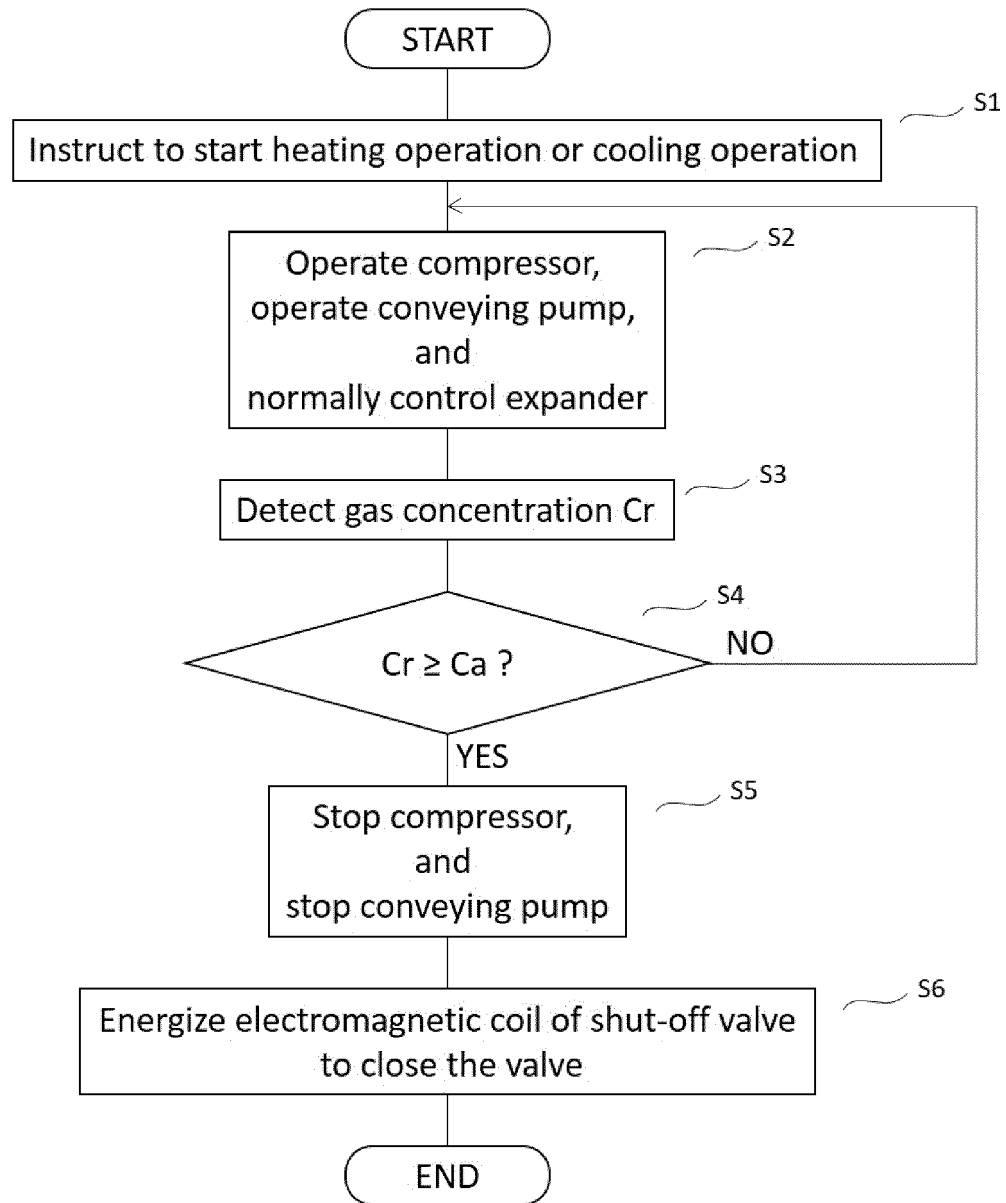 START
S1
Instruct to start heating operation or cooling operation
S2
Operate compressor,
operate conveying pump,
and
normally control expander
S3
Detect gas concentration Cr
S4
Cr ≥ Ca ?
NO
YES
S5
Stop compressor,
and
stop conveying pump
S6
Energize electromagnetic coil of shut-off valve
to close the valve
END